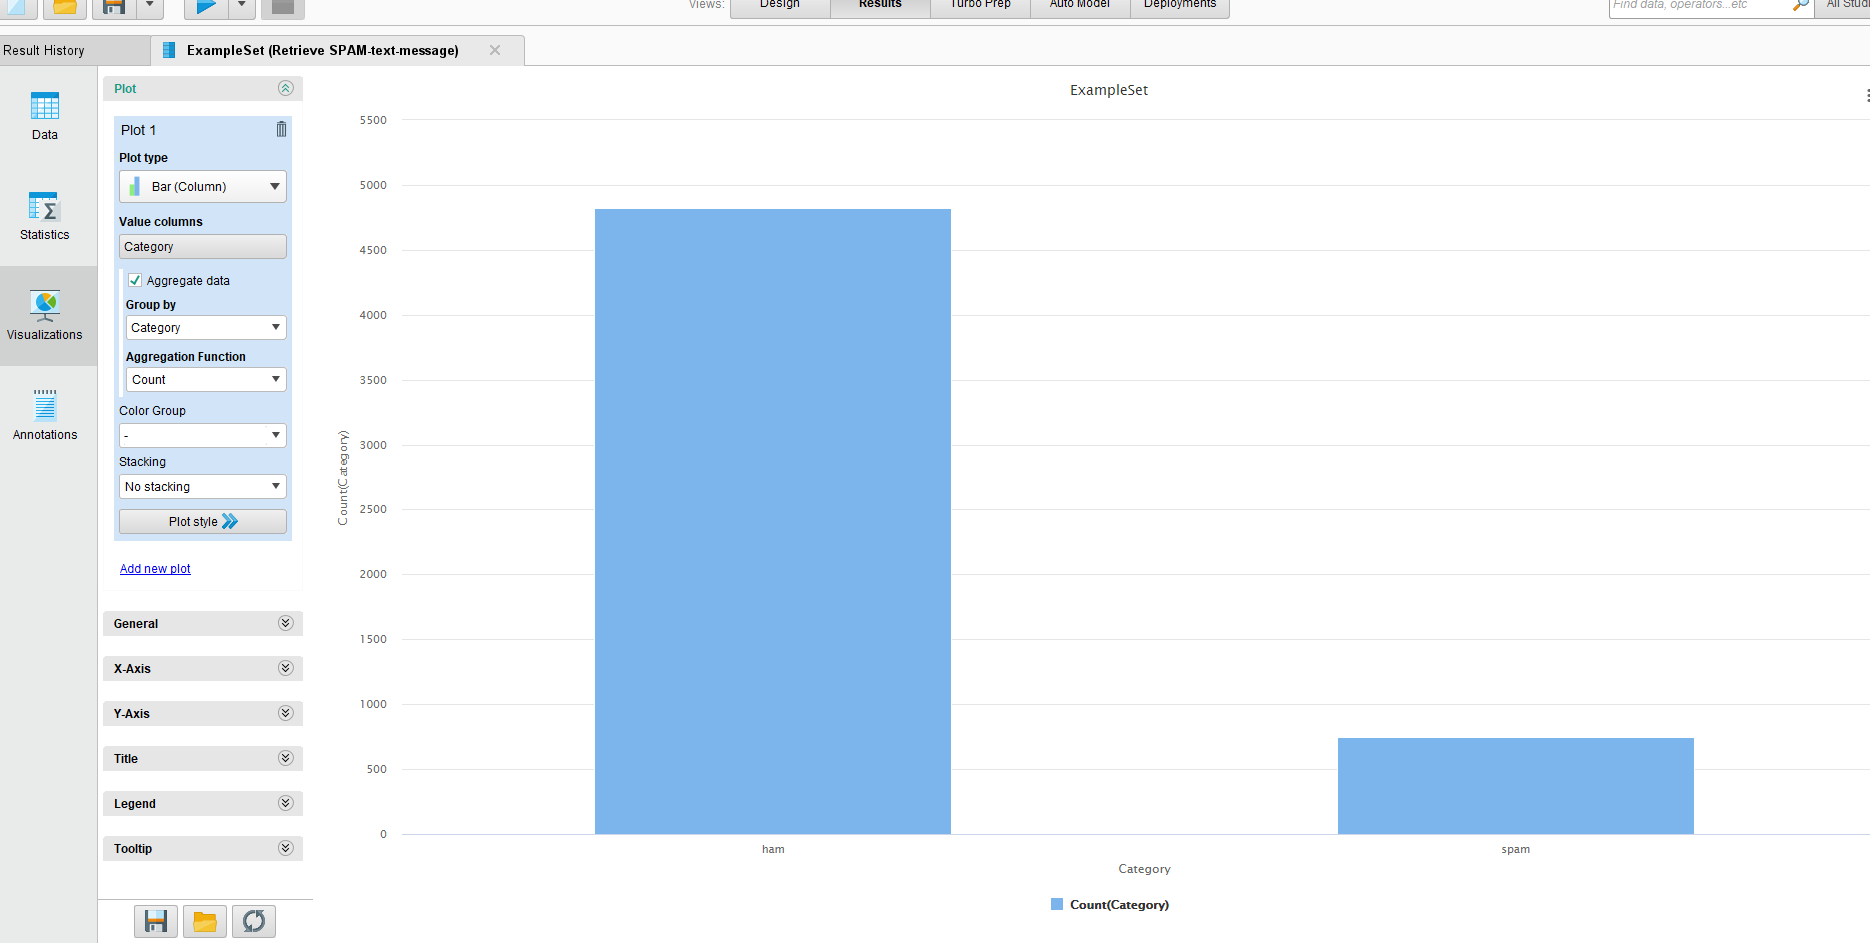 Views:
Design
Results
Turbo Prep
Auto Model
Deployments
Find data, operators...etc
All Stud
Result History
ExampleSet (Retrieve SPAM-text-message)
Data
Statistics
Visualizations
Annotations
Plot
Plot 1
Plot type
Bar (Column)
Value columns
Category
Aggregate data
Group by
Category
Aggregation Function
Count
Color Group
-
Stacking
No stacking
Plot style
Add new plot
General
X-Axis
Y-Axis
Title
Legend
Tooltip
ExampleSet
5500
5000
4500
4000
3500
3000
2500
2000
1500
1000
500
0
Count(Category)
ham
spam
Category
Count(Category)